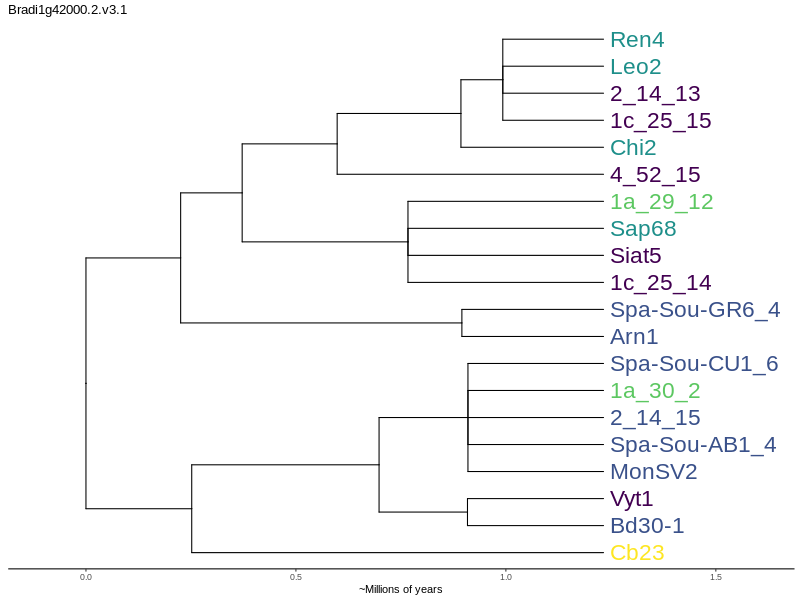 Bradi1g42000.2.v3.1
Ren4
Leo2
2_14_13
1c_25_15
Chi2
4_52_15
1a_29_12
Sap68
Siat5
1c_25_14
Spa-Sou-GR6_4
Arn1
Spa-Sou-CU1_6
1a_30_2
2_14_15
Spa-Sou-AB1_4
MonSV2
Vyt1
Bd30-1
Cb23
0.0 0.5 1.0 1.5
~Millions of years